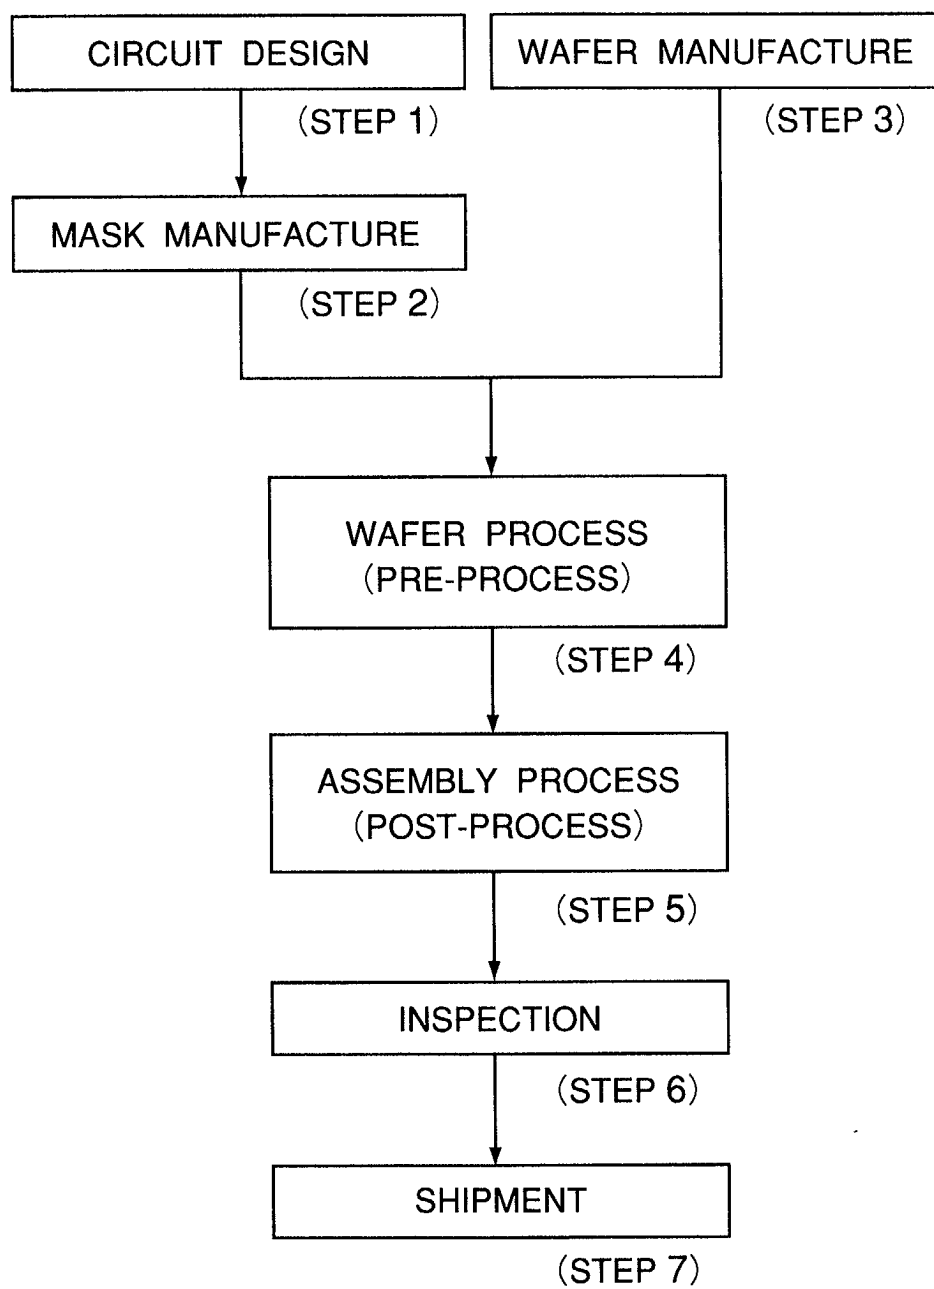 CIRCUIT DESIGN
(STEP 1)
WAFER MANUFACTURE
(STEP 3)
MASK MANUFACTURE
(STEP 2)
WAFER PROCESS
(PRE-PROCESS)
(STEP 4)
ASSEMBLY PROCESS
(POST-PROCESS)
(STEP 5)
INSPECTION
(STEP 6)
SHIPMENT
(STEP 7)